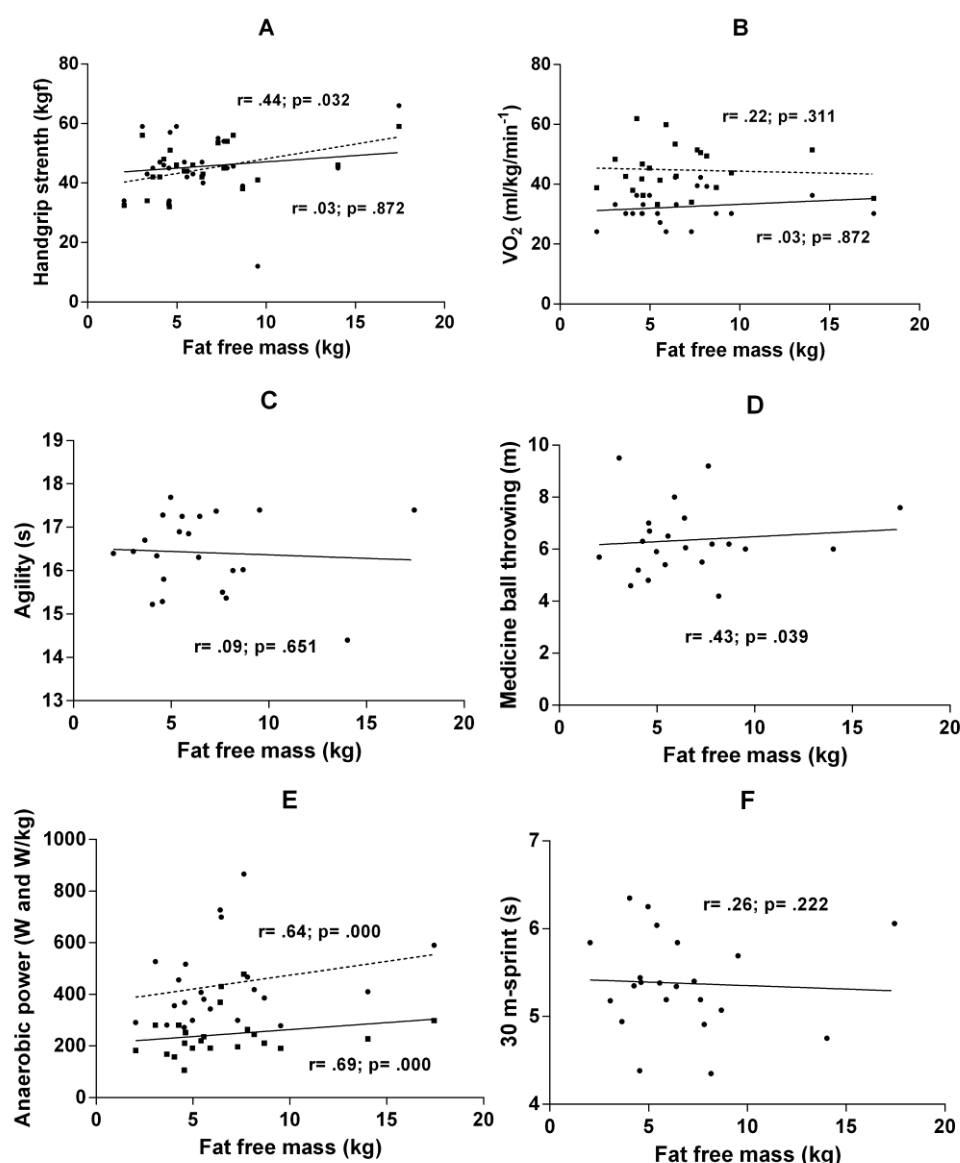 A
Handgrip strenth (kgf)
80
60
40
20
0
r= .44; p= .032
r= .03; p= .872
0 5 10 15 20
Fat free mass (kg)
B
VO2 (ml/kg/min-1)
80
60
40
20
0
r= .22; p= .311
r= .03; p= .872
0 5 10 15 20
Fat free mass (kg)
C
Agility (s)
19
18
17
16
15
14
13
r= .09; p= .651
0 5 10 15 20
Fat free mass (kg)
D
Medicine ball throwing (m)
10
8
6
4
2
0
r= .43; p= .039
0 5 10 15 20
Fat free mass (kg)
E
Anaerobic power (W and W/kg)
1000
800
600
400
200
0
r= .64; p= .000
r= .69; p= .000
0 5 10 15 20
Fat free mass (kg)
F
30 m-sprint (s)
7
6
5
4
r= .26; p= .222
0 5 10 15 20
Fat free mass (kg)